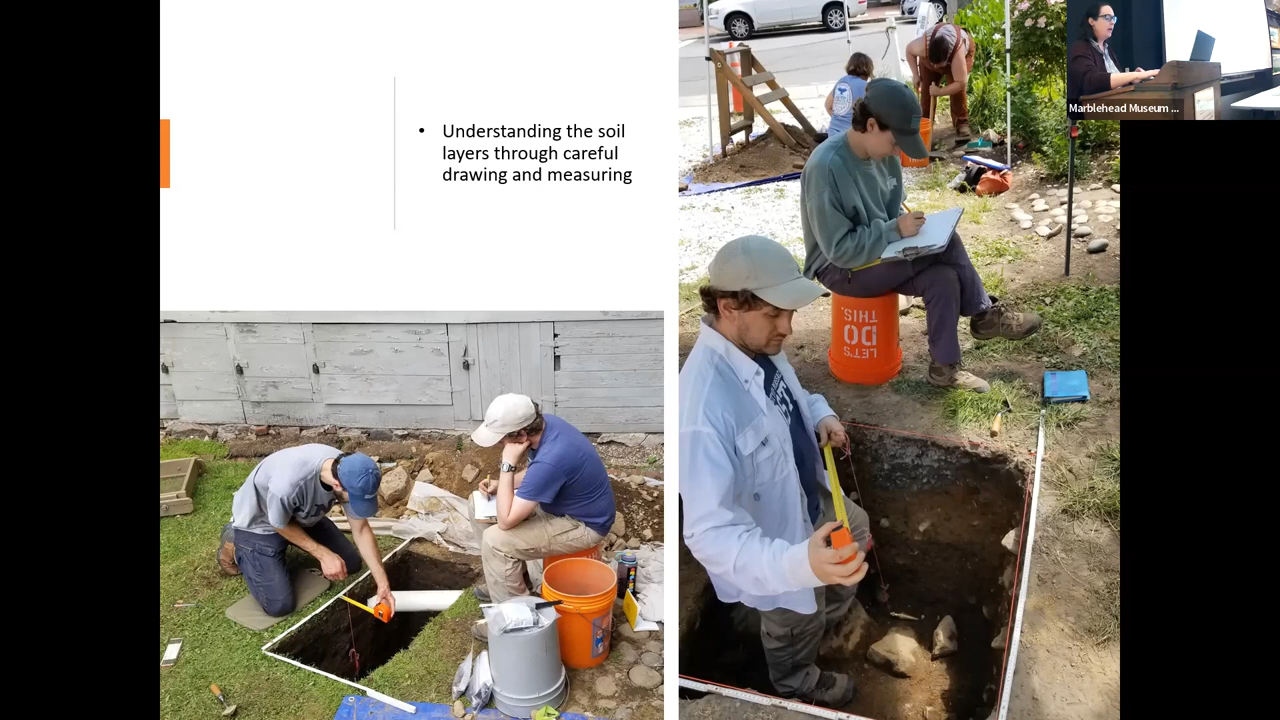 • Understanding the soil
layers through careful
drawing and measuring
Marblehead Museum ...
LET'S
DO
THIS.